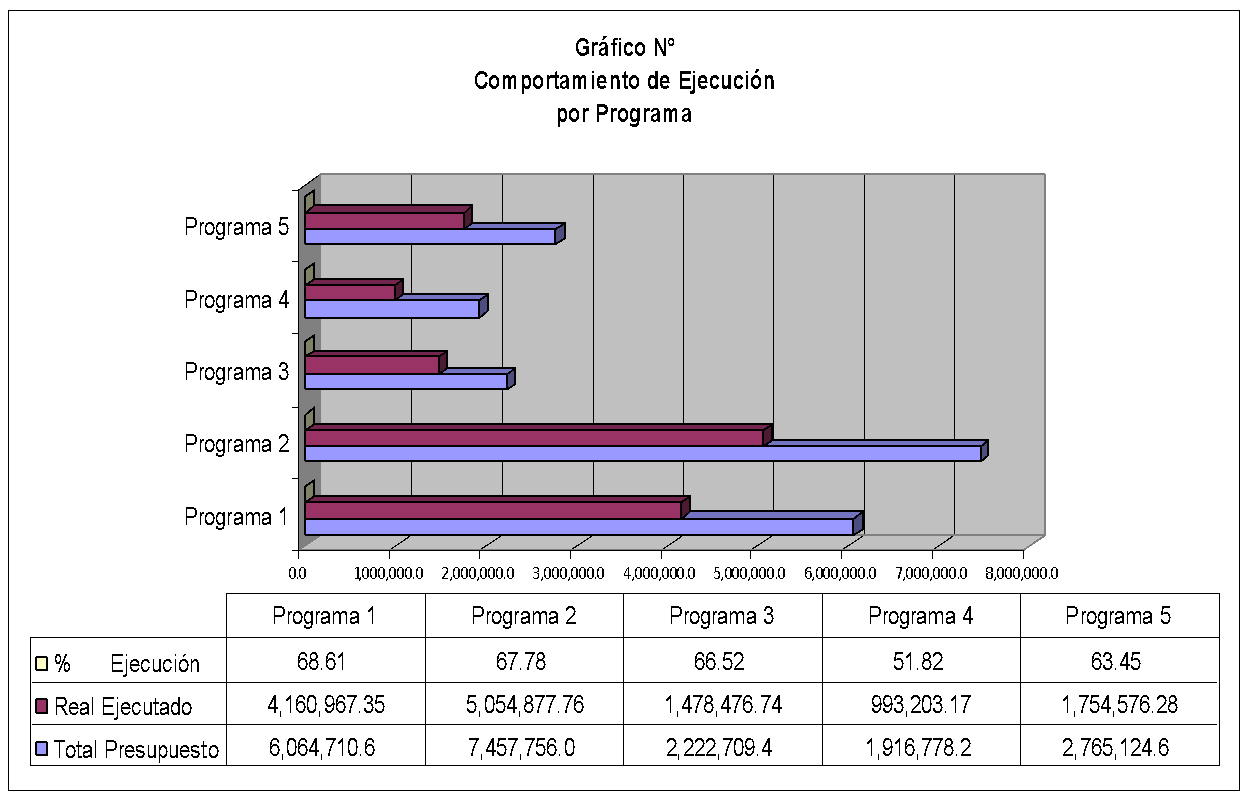 Gráfico Nº
Comportamiento de Ejecución
por Programa
Programa 5
Programa 4
Programa 3
Programa 2
Programa 1
0.0 1000,000.0 2,000,000.0 3,000,000.0 4,000,000.0 5,000,000.0 6,000,000.0 7,000,000.0 8,000,000.0
Programa 1 Programa 2 Programa 3 Programa 4 Programa 5
% Ejecución 68.61 67.78 66.52 51.82 63.45
Real Ejecutado 4,160,967.35 5,054,877.76 1,478,476.74 993,203.17 1,754,576.28
Total Presupuesto 6,064,710.6 7,457,756.0 2,222,709.4 1,916,778.2 2,765,124.6